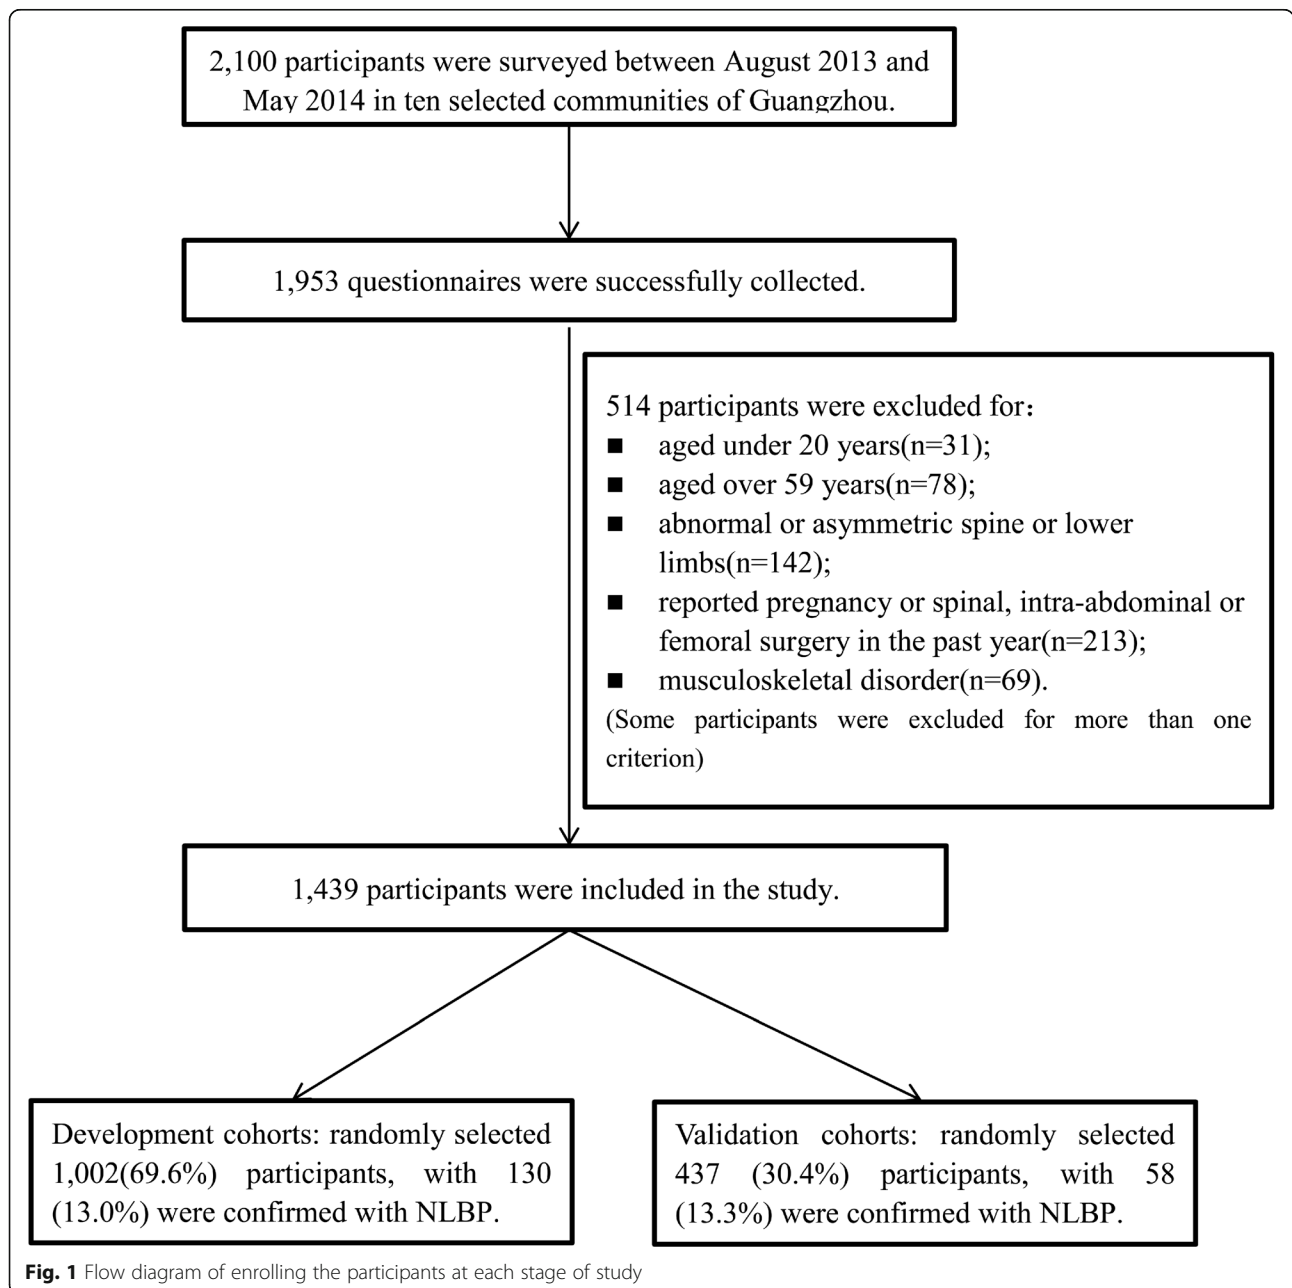 2,100 participants were surveyed between August 2013 and
May 2014 in ten selected communities of Guangzhou.
1,953 questionnaires were successfully collected.
514 participants were excluded for：
■ aged under 20 years(n=31);
■ aged over 59 years(n=78);
■ abnormal or asymmetric spine or lower
limbs(n=142);
■ reported pregnancy or spinal, intra-abdominal or
femoral surgery in the past year(n=213);
■ musculoskeletal disorder(n=69).
(Some participants were excluded for more than one
criterion)
1,439 participants were included in the study.
Development cohorts: randomly selected
1,002(69.6%) participants, with 130
(13.0%) were confirmed with NLBP.
Validation cohorts: randomly selected
437 (30.4%) participants, with 58
(13.3%) were confirmed with NLBP.
Fig. 1 Flow diagram of enrolling the participants at each stage of study